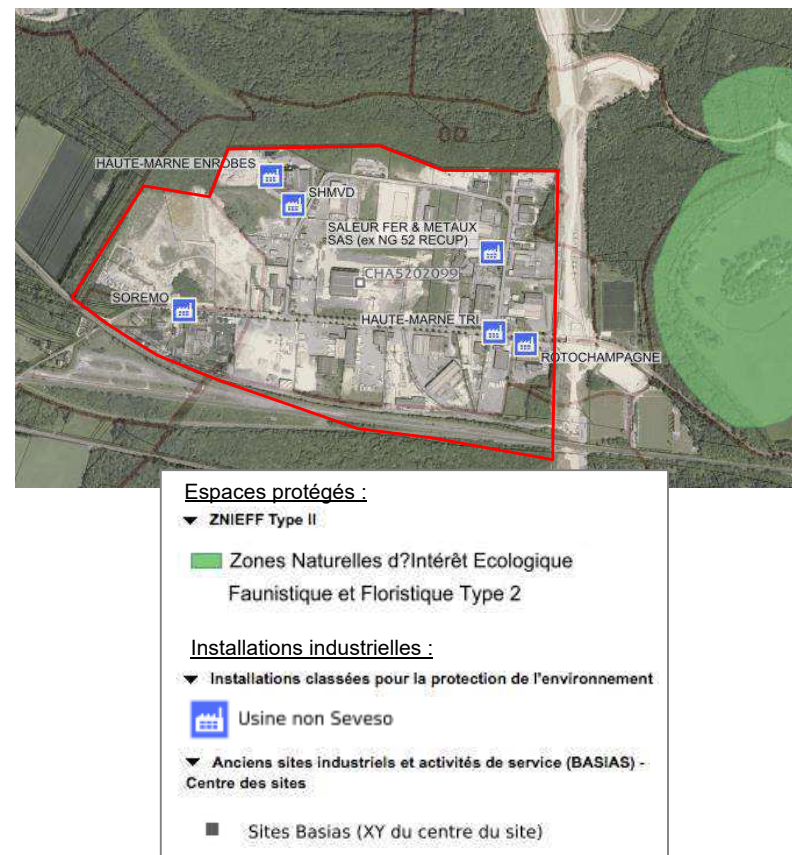 HAUTE-MARNE ENROBES
SHMVD
SALEUR FER & METAUX
SAS (ex NG 52 RECUP)
CHA5202099
SOREMO
HAUTE-MARNE TRI
ROTOCHAMPAGNE
Espaces protégés :
ZNIEFF Type II
Zones Naturelles d?Intérêt Ecologique
Faunistique et Floristique Type 2
Installations industrielles :
Installations classées pour la protection de l'environnement
Usine non Seveso
Anciens sites industriels et activités de service (BASIAS) -
Centre des sites
Sites Basias (XY du centre du site)